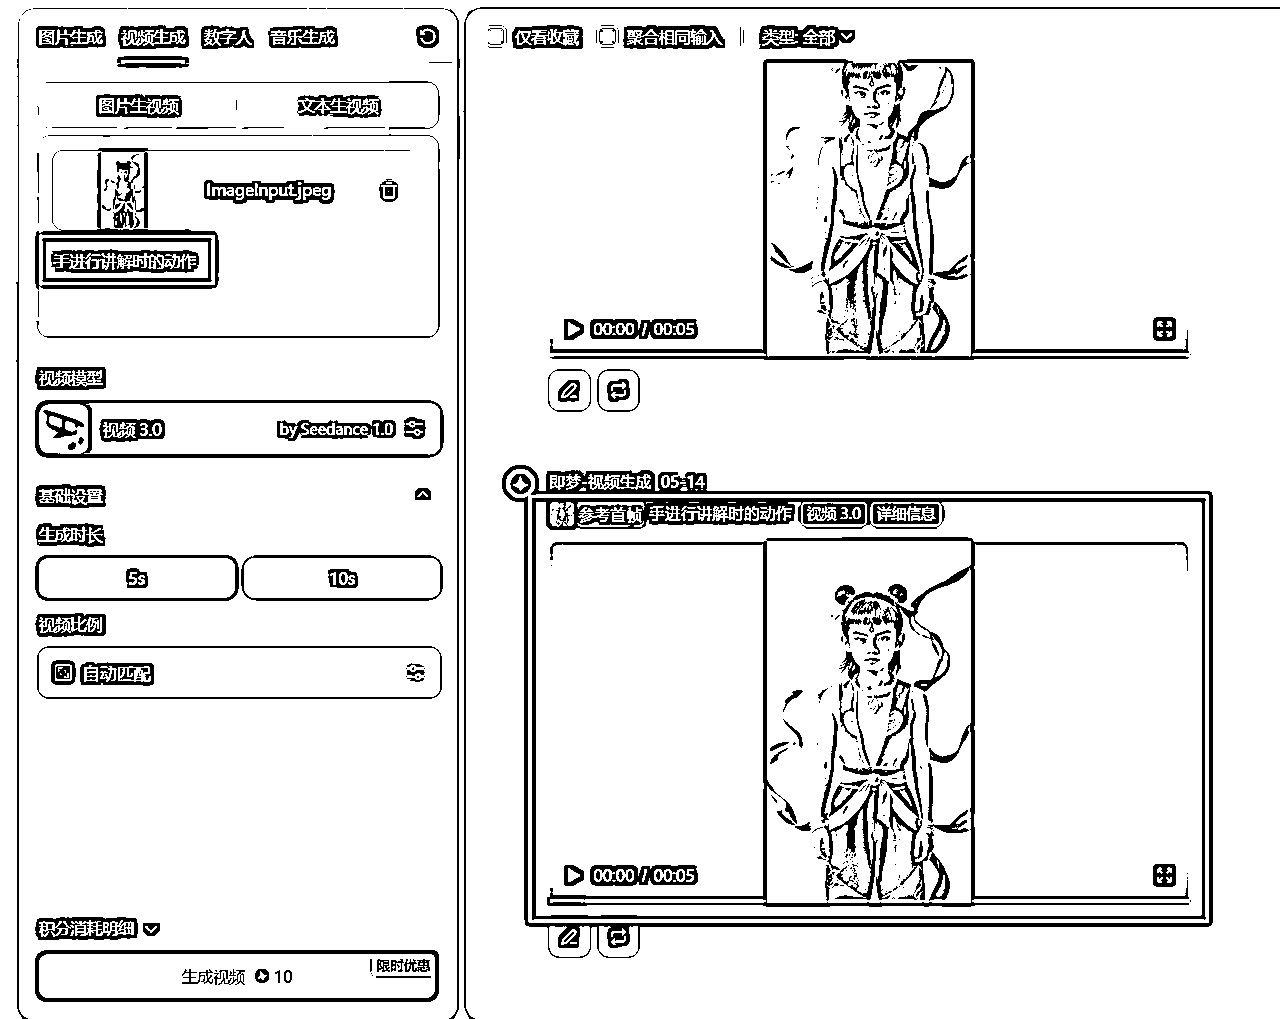 图片生成 视频生成 数字人 音乐生成
图片生视频 文本生视频
ImageInput.jpeg
手进行讲解时的动作
视频模型
视频 3.0 by Seedance 1.0
基础设置
生成时长
5s 10s
视频比例
自动匹配
积分消耗明细
生成视频 10 限时优惠
仅看收藏 聚合相同输入 类型: 全部
00:00 / 00:05
即梦-视频生成 05-14
参考首帧 手进行讲解时的动作 视频 3.0 详细信息
00:00 / 00:05